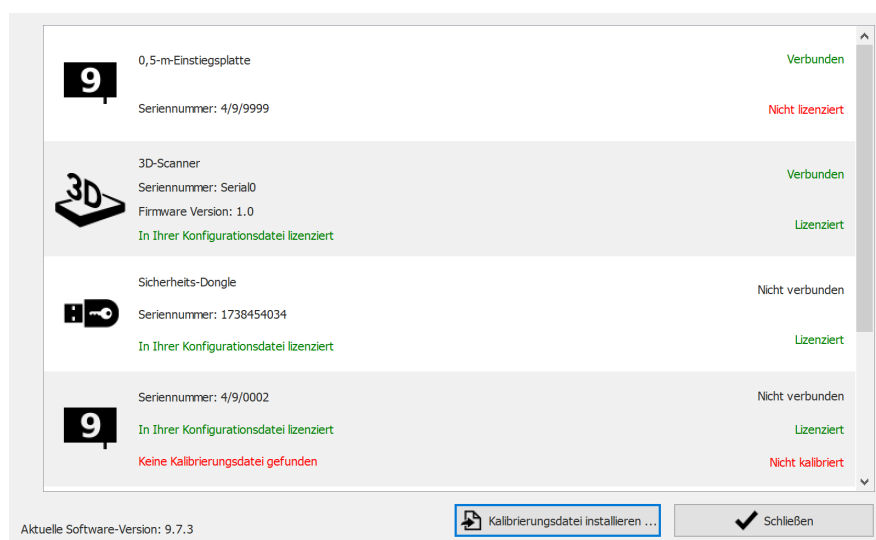 9
0,5-m-Einstiegsplatte
Verbunden
Seriennummer: 4/9/9999
Nicht lizenziert
3D
3D-Scanner
Verbunden
Seriennummer: Serial0
Firmware Version: 1.0
Lizenziert
In Ihrer Konfigurationsdatei lizenziert
Sicherheits-Dongle
Nicht verbunden
Seriennummer: 1738454034
Lizenziert
In Ihrer Konfigurationsdatei lizenziert
9
Seriennummer: 4/9/0002
Nicht verbunden
In Ihrer Konfigurationsdatei lizenziert
Lizenziert
Keine Kalibrierungsdatei gefunden
Nicht kalibriert
Aktuelle Software-Version: 9.7.3
Kalibrierungsdatei installieren ...
Schließen